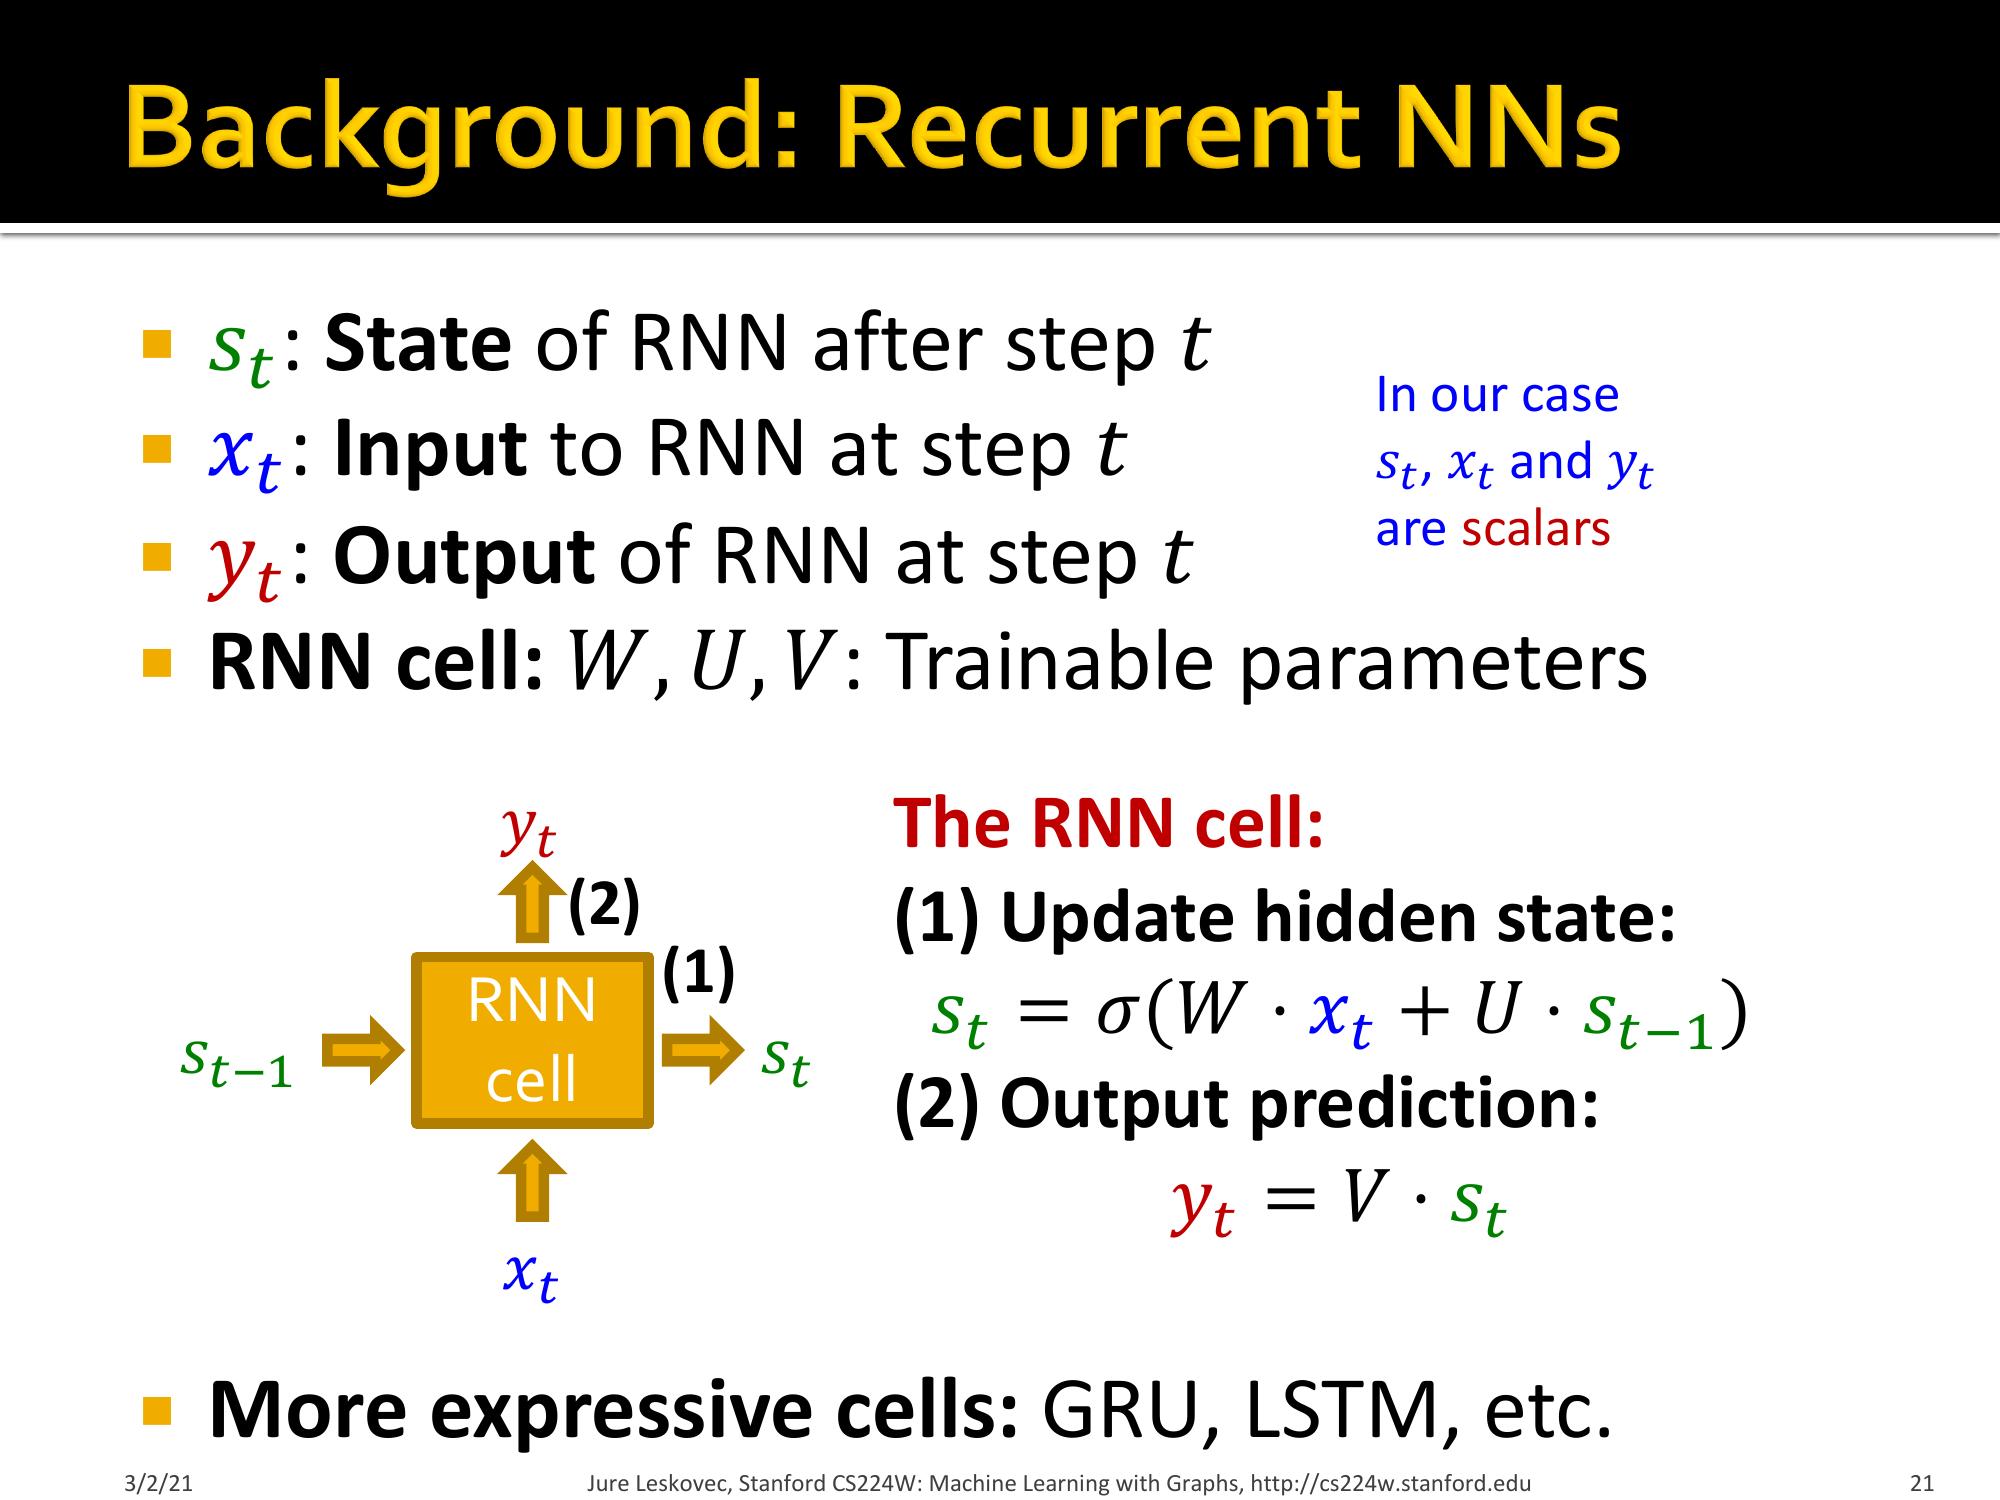 Background: Recurrent NNs
s_t: State of RNN after step t
x_t: Input to RNN at step t
y_t: Output of RNN at step t
RNN cell: W, U, V: Trainable parameters
In our case
s_t, x_t and y_t
are scalars
y_t
(2)
(1)
RNN
cell
s_{t−1}
s_t
x_t
The RNN cell:
(1) Update hidden state:
s_t = σ(W · x_t + U · s_{t−1})
(2) Output prediction:
y_t = V · s_t
More expressive cells: GRU, LSTM, etc.
3/2/21
Jure Leskovec, Stanford CS224W: Machine Learning with Graphs, http://cs224w.stanford.edu
21